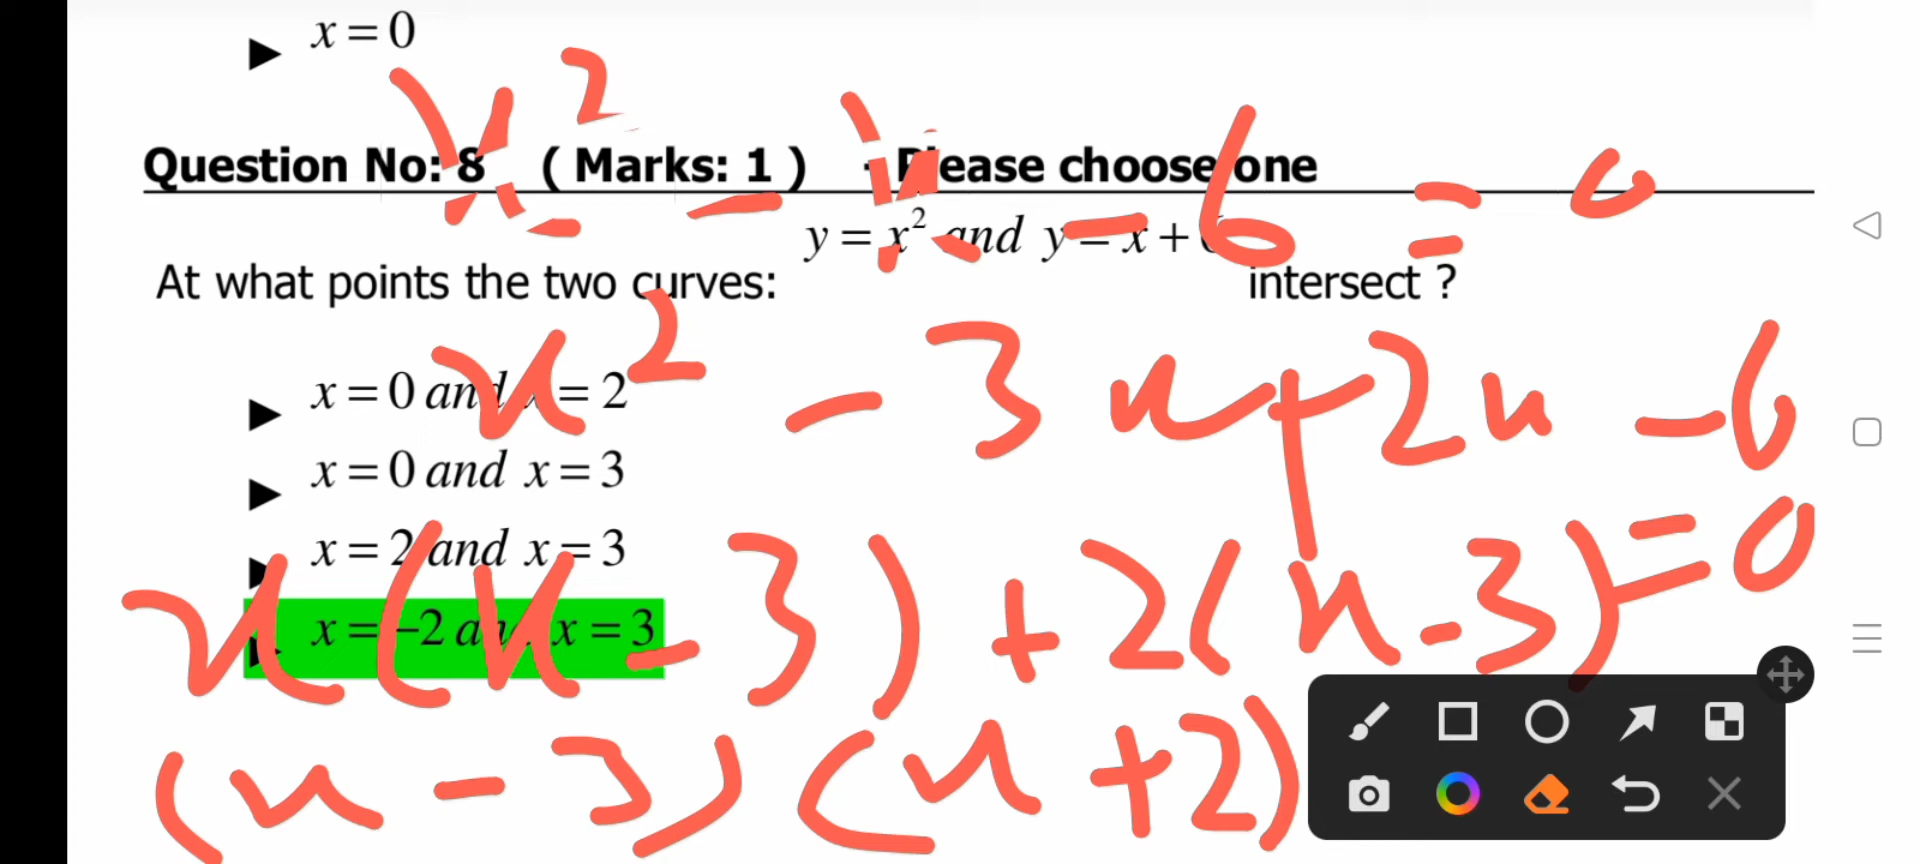 x = 0
x² - x - 6 = 0
Question No: 8 ( Marks: 1 ) - Please choose one
y = x² and y = x +
At what points the two curves: intersect ?
x² - 3x + 2x - 6
x = 0 and = 2
x = 0 and x = 3
x = 2 and x = 3
x(x - 3) + 2(x - 3) = 0
x = -2 and x = 3
(x - 3)(x + 2)